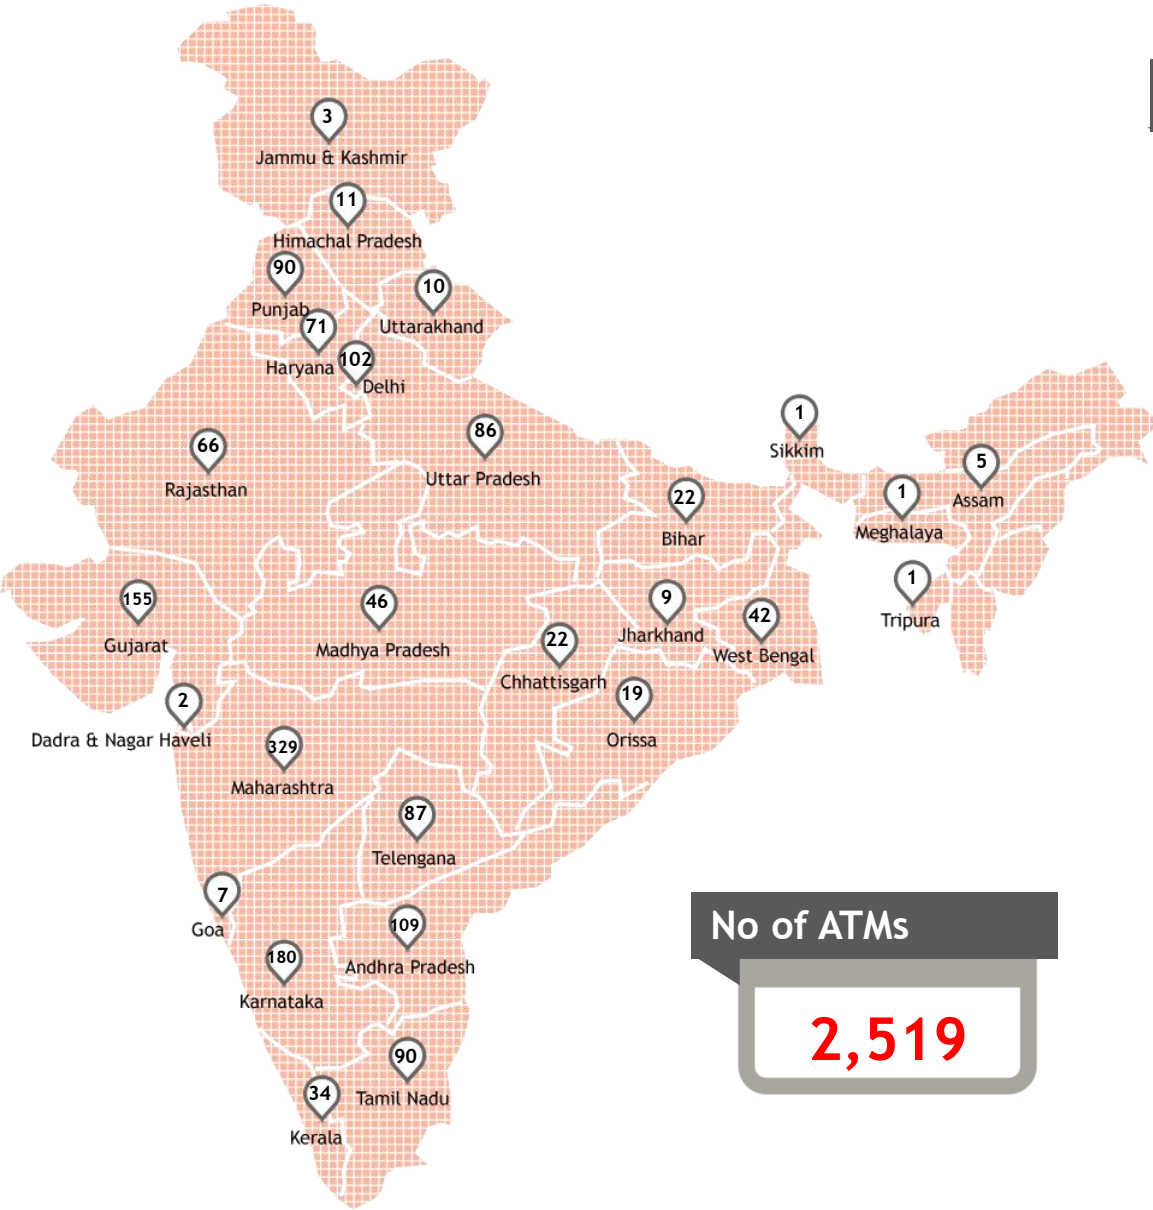 3
Jammu & Kashmir
11
Himachal Pradesh
90
Punjab
10
Uttarakhand
71
Haryana
102
Delhi
66
Rajasthan
86
Uttar Pradesh
1
Sikkim
22
Bihar
5
Assam
1
Meghalaya
1
Tripura
155
Gujarat
46
Madhya Pradesh
9
Jharkhand
42
West Bengal
22
Chhattisgarh
19
Orissa
2
Dadra & Nagar Haveli
329
Maharashtra
87
Telengana
7
Goa
109
Andhra Pradesh
180
Karnataka
90
Tamil Nadu
34
Kerala
No of ATMs
2,519